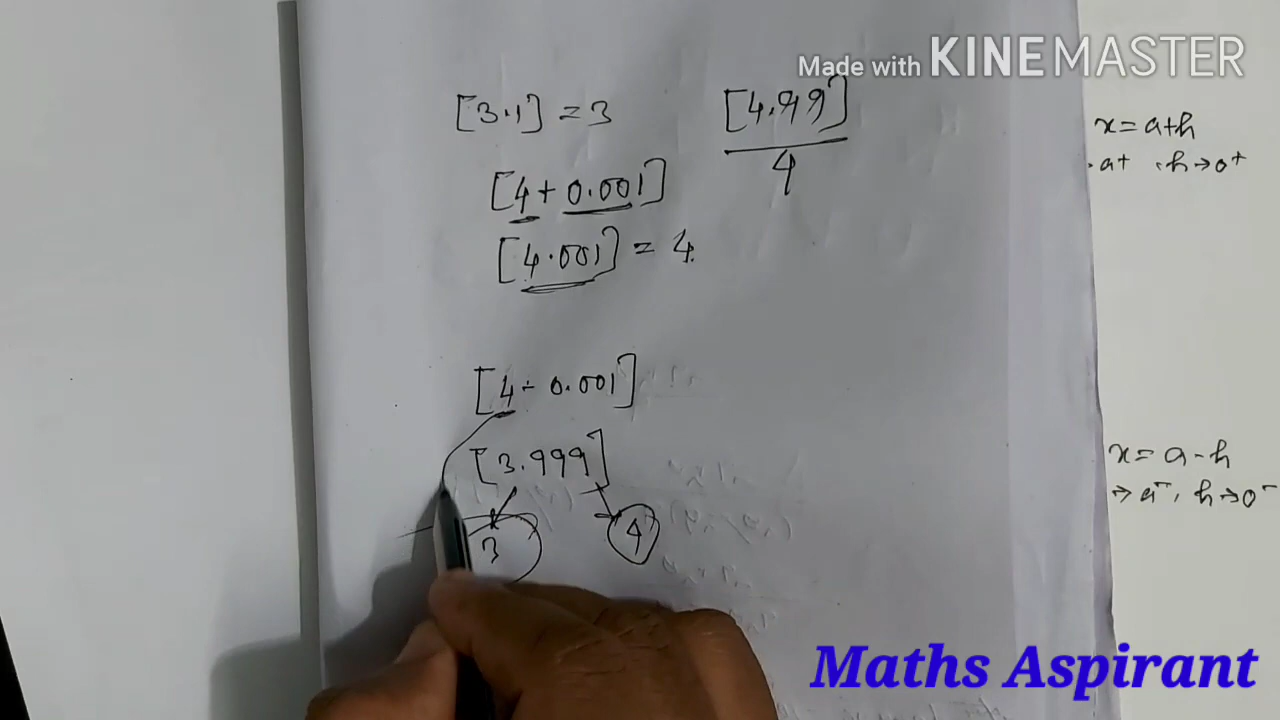 Made with KINEMASTER
[3.1] = 3
[4.99]
4
[4 + 0.001]
[4.001] = 4
x = a+h
a+ , h→0+
[4 - 0.001]
[3.999]
3
4
x = a - h
→ a-, h→0-
Maths Aspirant